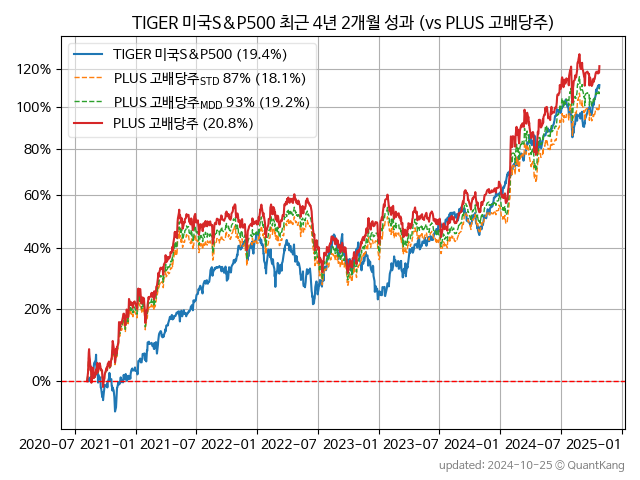 TIGER 미국S&P500 최근 4년 2개월 성과 (vs PLUS 고배당주)
TIGER 미국S&P500 (19.4%)
PLUS 고배당주STD 87% (18.1%)
PLUS 고배당주MDD 93% (19.2%)
PLUS 고배당주 (20.8%)
120%
100%
80%
60%
40%
20%
0%
2020-07 2021-01 2021-07 2022-01 2022-07 2023-01 2023-07 2024-01 2024-07 2025-01
updated: 2024-10-25 © QuantKang